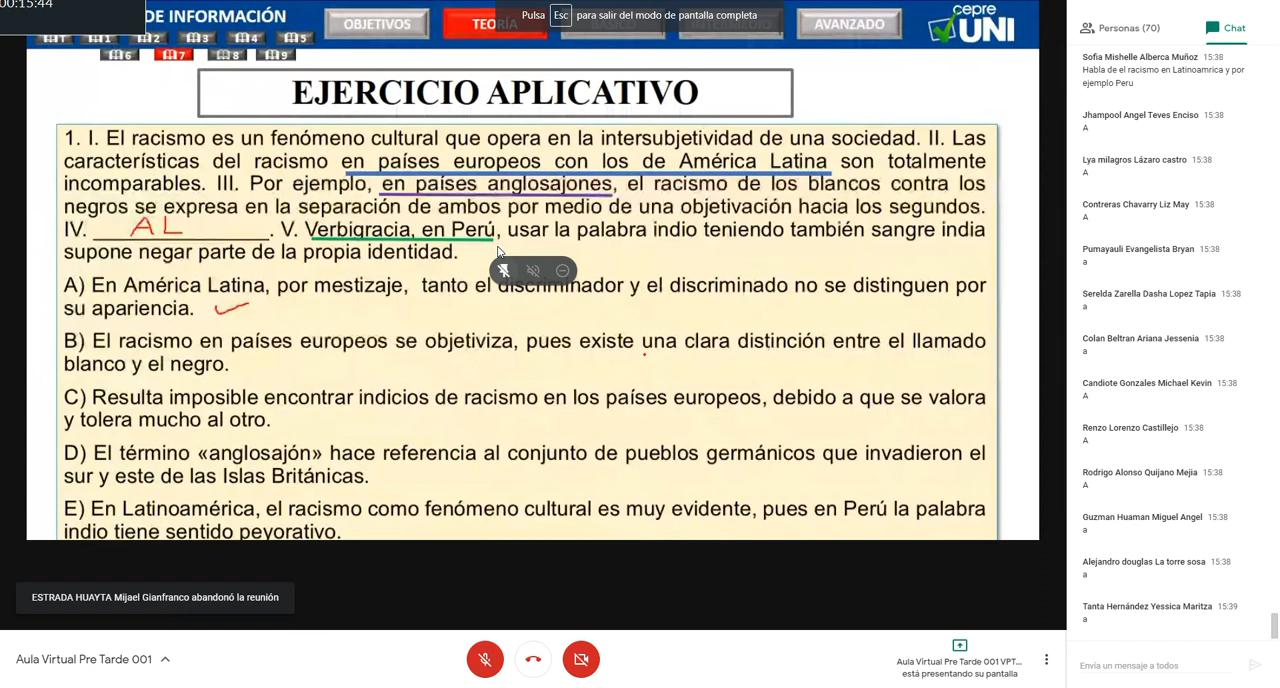 00:15:44
DE INFORMACIÓN
OBJETIVOS
TEORÍA
AVANZADO
cepre
UNI
Pulsa Esc para salir del modo de pantalla completa
1 2 3 4 5
6 7 8 9
EJERCICIO APLICATIVO
1. I. El racismo es un fenómeno cultural que opera en la intersubjetividad de una sociedad. II. Las
características del racismo en países europeos con los de América Latina son totalmente
incomparables. III. Por ejemplo, en países anglosajones, el racismo de los blancos contra los
negros se expresa en la separación de ambos por medio de una objetivación hacia los segundos.
IV. AL . V. Verbigracia, en Perú, usar la palabra indio teniendo también sangre india
supone negar parte de la propia identidad.
A) En América Latina, por mestizaje, tanto el discriminador y el discriminado no se distinguen por
su apariencia.
B) El racismo en países europeos se objetiviza, pues existe una clara distinción entre el llamado
blanco y el negro.
C) Resulta imposible encontrar indicios de racismo en los países europeos, debido a que se valora
y tolera mucho al otro.
D) El término «anglosajón» hace referencia al conjunto de pueblos germánicos que invadieron el
sur y este de las Islas Británicas.
E) En Latinoamérica, el racismo como fenómeno cultural es muy evidente, pues en Perú la palabra
indio tiene sentido peyorativo.
ESTRADA HUAYTA Mijael Gianfranco abandonó la reunión
Aula Virtual Pre Tarde 001
Aula Virtual Pre Tarde 001 VPT...
está presentando su pantalla
Personas (70)
Chat
Sofia Mishelle Alberca Muñoz 15:38
Habla de el racismo en Latinoamrica y por
ejemplo Peru
Jhampool Angel Teves Enciso 15:38
A
Lya milagros Lázaro castro 15:38
A
Contreras Chavarry Liz May 15:38
A
Pumayauli Evangelista Bryan 15:38
a
Serelda Zarella Dasha Lopez Tapia 15:38
a
Colan Beltran Ariana Jessenia 15:38
a
Candiote Gonzales Michael Kevin 15:38
A
Renzo Lorenzo Castillejo 15:38
A
Rodrigo Alonso Quijano Mejia 15:38
A
Guzman Huaman Miguel Angel 15:38
a
Alejandro douglas La torre sosa 15:38
a
Tanta Hernández Yessica Maritza 15:39
a
Envía un mensaje a todos